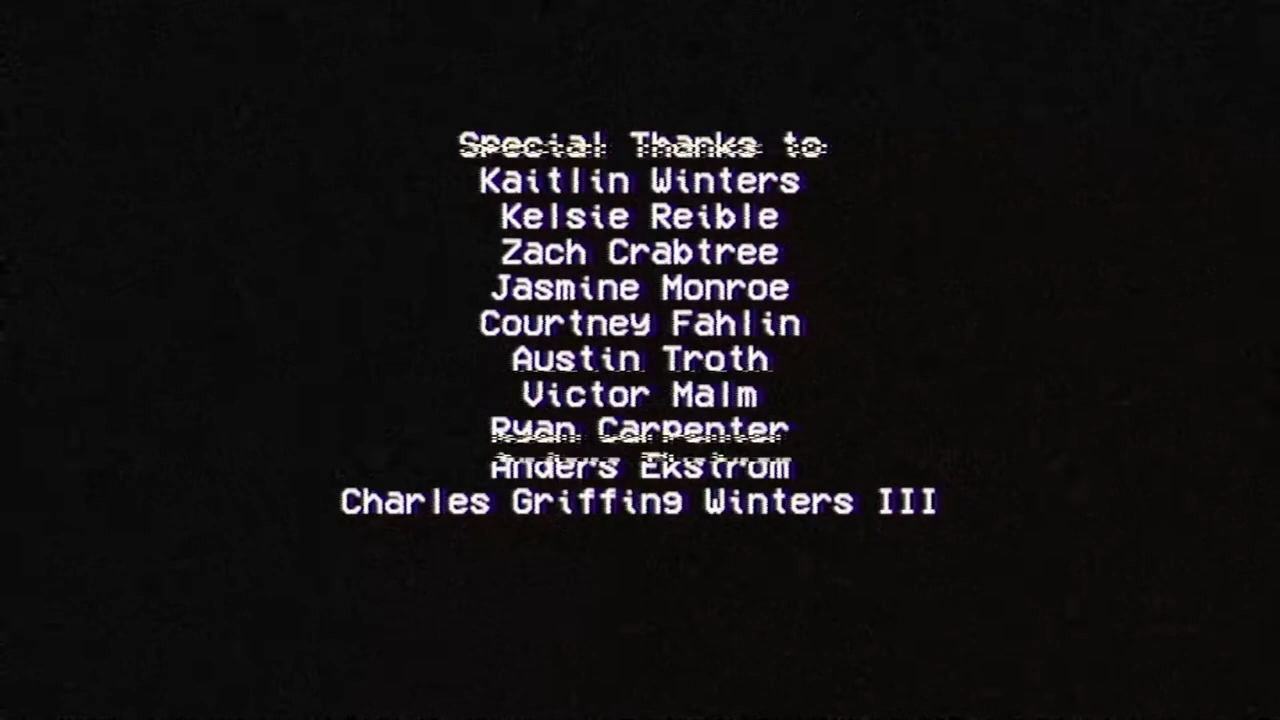 Special Thanks to
Kaitlin Winters
Kelsie Reible
Zach Crabtree
Jasmine Monroe
Courtney Fahlin
Austin Troth
Victor Malm
Ryan Carpenter
Anders Ekstrom
Charles Griffing Winters III